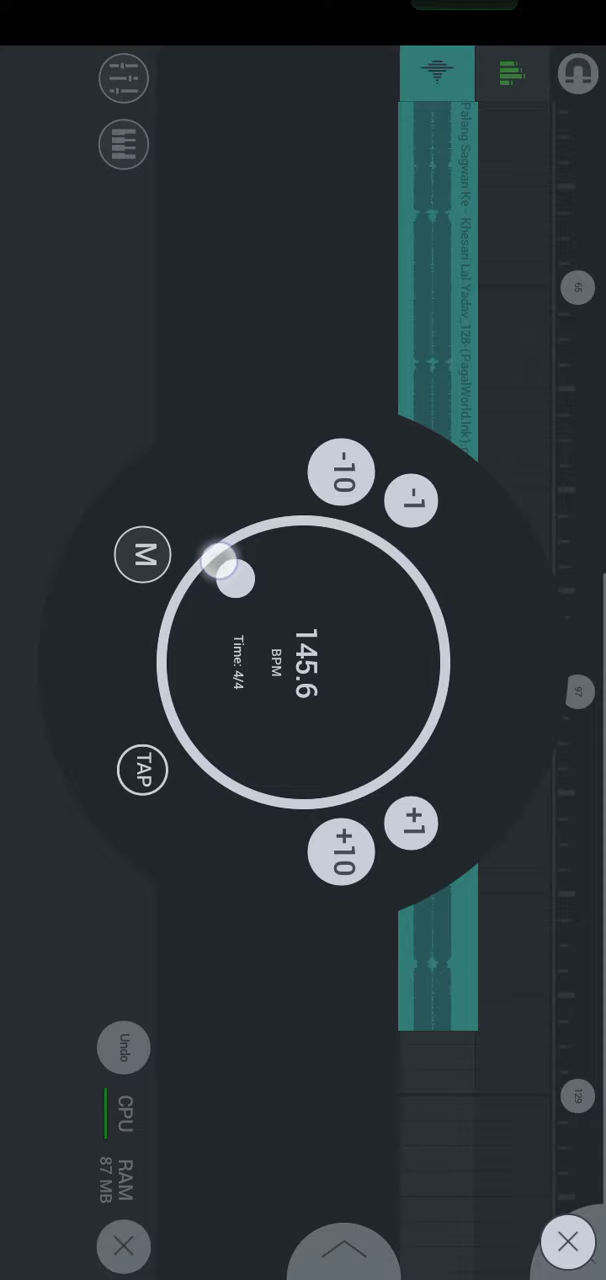 Palang Sagwan Ke - Khesari Lal Yadav_128-(PagalWorld.Ink)
65
97
129
-10
-1
145.6
BPM
Time: 4/4
M
TAP
+1
+10
Undo
CPU
RAM
87 MB